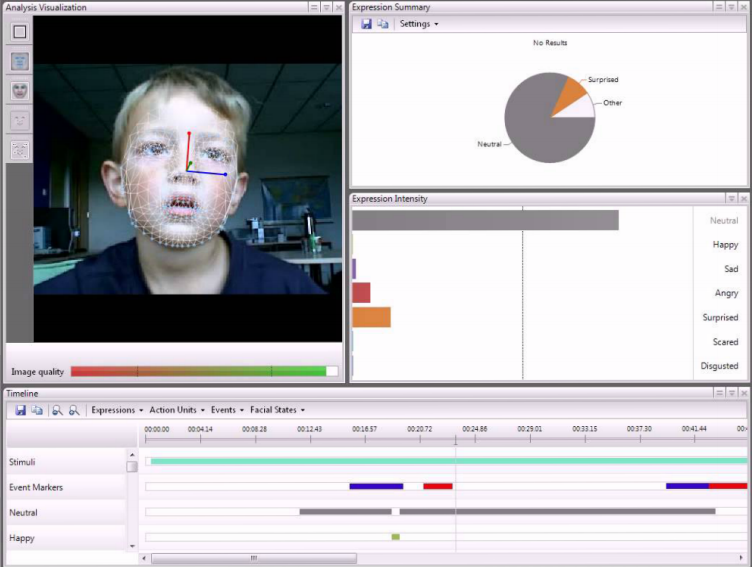 Analysis Visualization
Image quality
Expression Summary
Settings
No Results
Surprised
Other
Neutral
Expression Intensity
Neutral
Happy
Sad
Angry
Surprised
Scared
Disgusted
Timeline
Expressions Action Units Events Facial States
00:00.00 00:04.14 00:08.28 00:12.43 00:16.57 00:20.72 00:24.86 00:29.01 00:33.15 00:37.30 00:41.44 00:4
Stimuli
Event Markers
Neutral
Happy